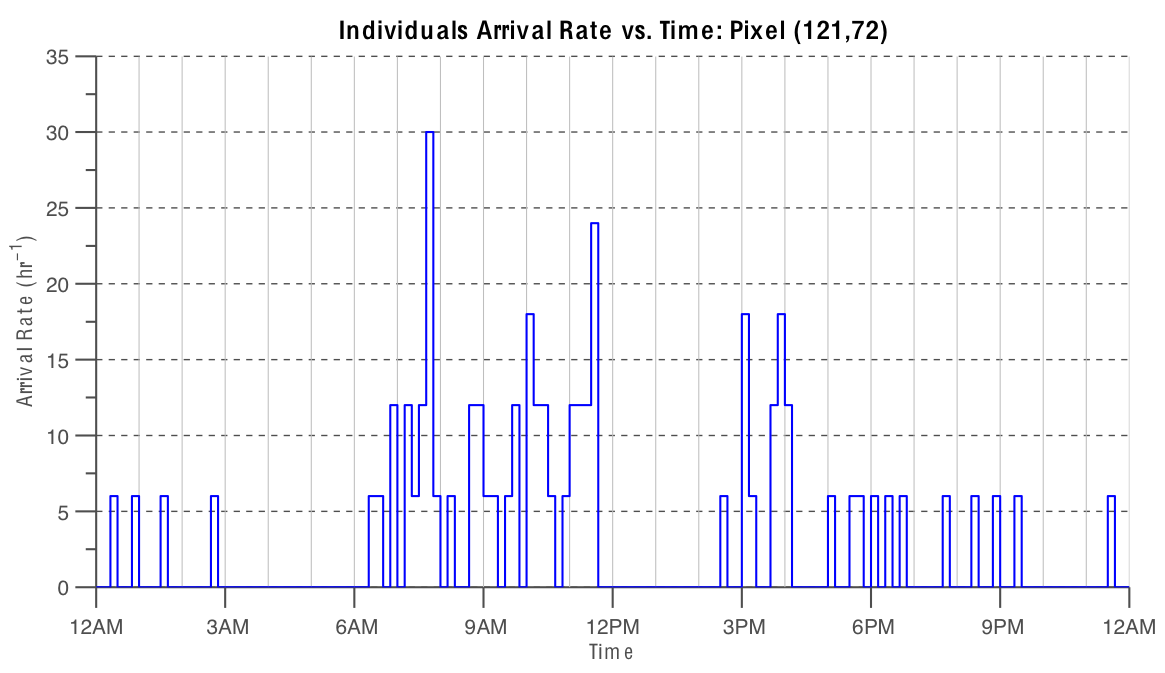 Individuals Arrival Rate vs. Time: Pixel (121,72)
35
30
25
20
15
10
5
0
Arrival Rate (hr⁻¹)
12AM 3AM 6AM 9AM 12PM 3PM 6PM 9PM 12AM
Time